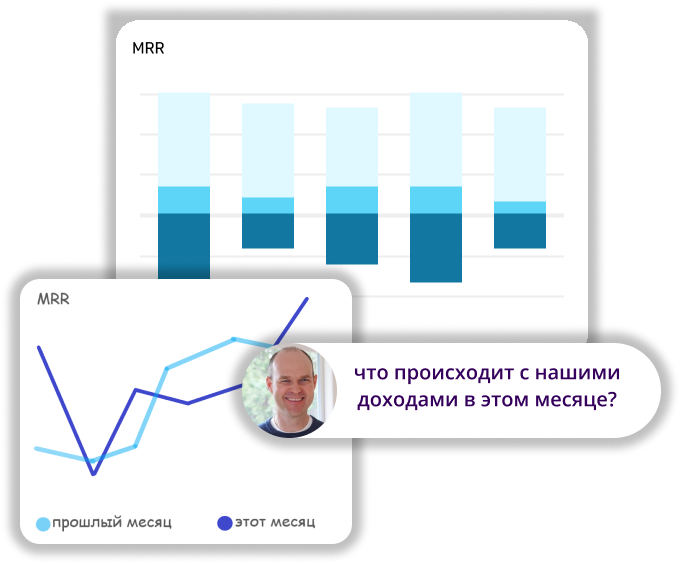 MRR
MRR
что происходит с нашими
доходами в этом месяце?
прошлый месяц
этот месяц